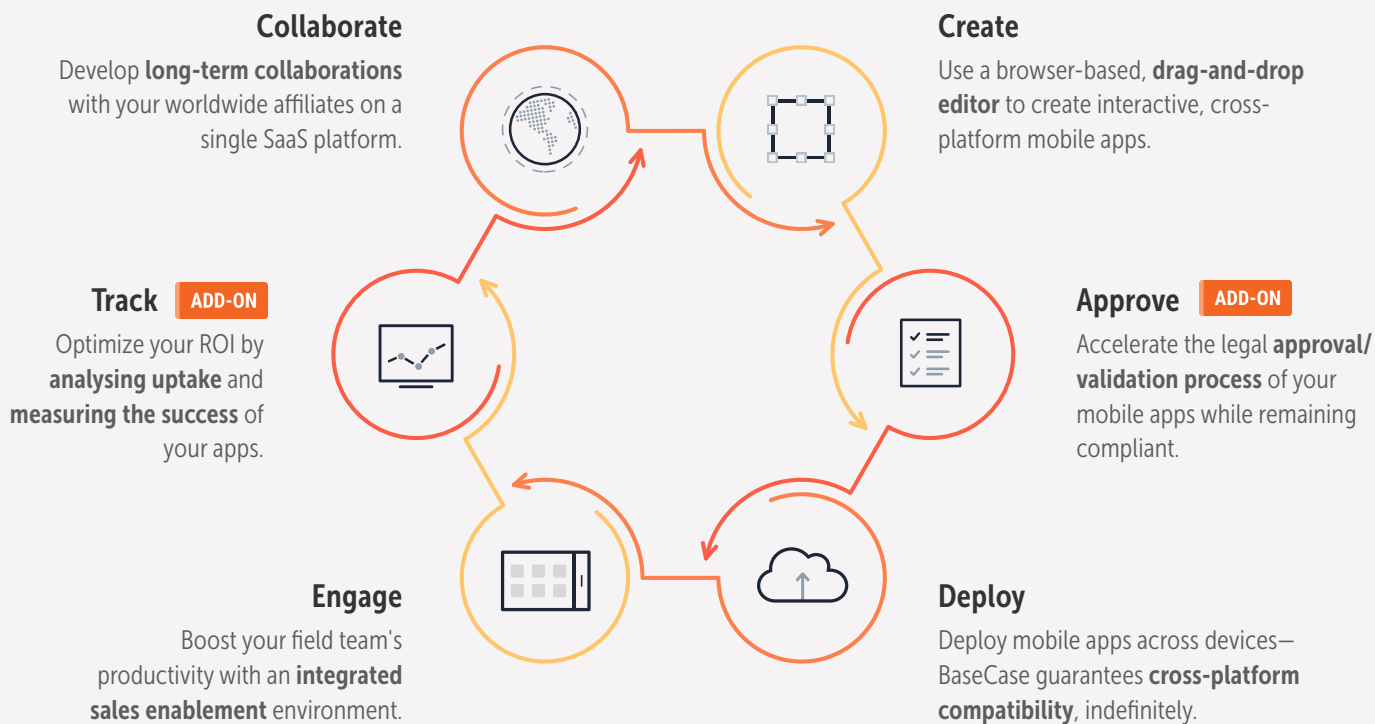 Collaborate
Develop long-term collaborations
with your worldwide affiliates on a
single SaaS platform.
Create
Use a browser-based, drag-and-drop
editor to create interactive, cross-
platform mobile apps.
Track ADD-ON
Optimize your ROI by
analysing uptake and
measuring the success of
your apps.
Approve ADD-ON
Accelerate the legal approval/
validation process of your
mobile apps while remaining
compliant.
Engage
Boost your field team's
productivity with an integrated
sales enablement environment.
Deploy
Deploy mobile apps across devices—
BaseCase guarantees cross-platform
compatibility, indefinitely.